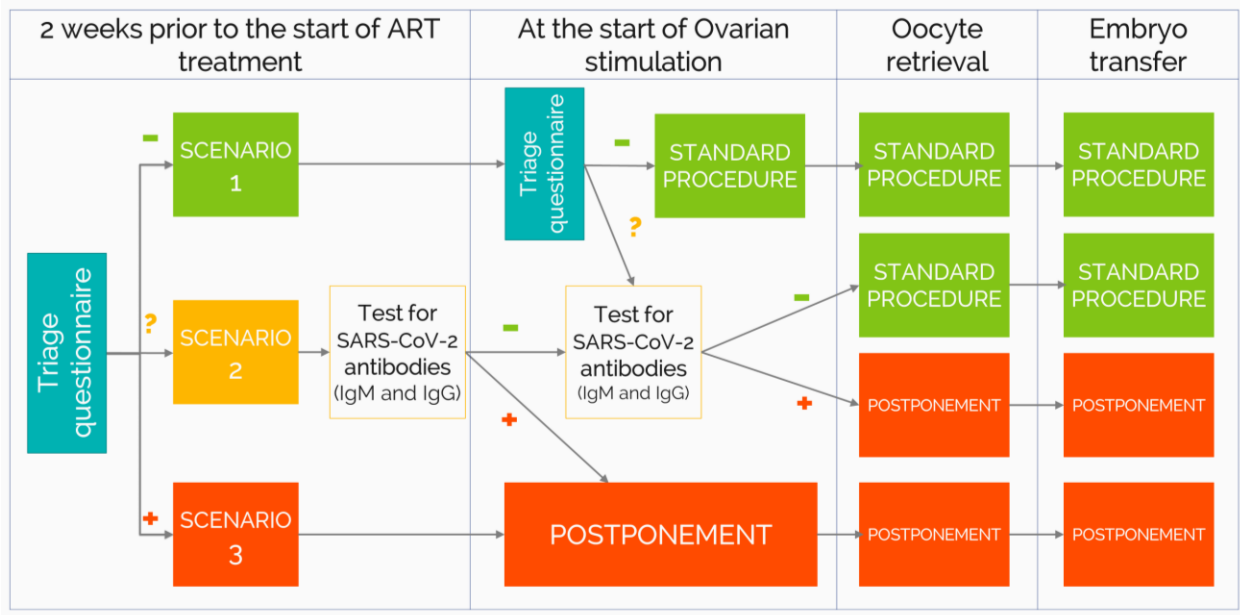 2 weeks prior to the start of ART
treatment
At the start of Ovarian
stimulation
Oocyte
retrieval
Embryo
transfer
Triage
questionnaire
-
SCENARIO
1
Triage
questionnaire
-
STANDARD
PROCEDURE
STANDARD
PROCEDURE
STANDARD
PROCEDURE
?
?
SCENARIO
2
Test for
SARS-CoV-2
antibodies
(IgM and IgG)
-
+
Test for
SARS-CoV-2
antibodies
(IgM and IgG)
-
STANDARD
PROCEDURE
STANDARD
PROCEDURE
+
POSTPONEMENT
POSTPONEMENT
+
SCENARIO
3
POSTPONEMENT
POSTPONEMENT
POSTPONEMENT